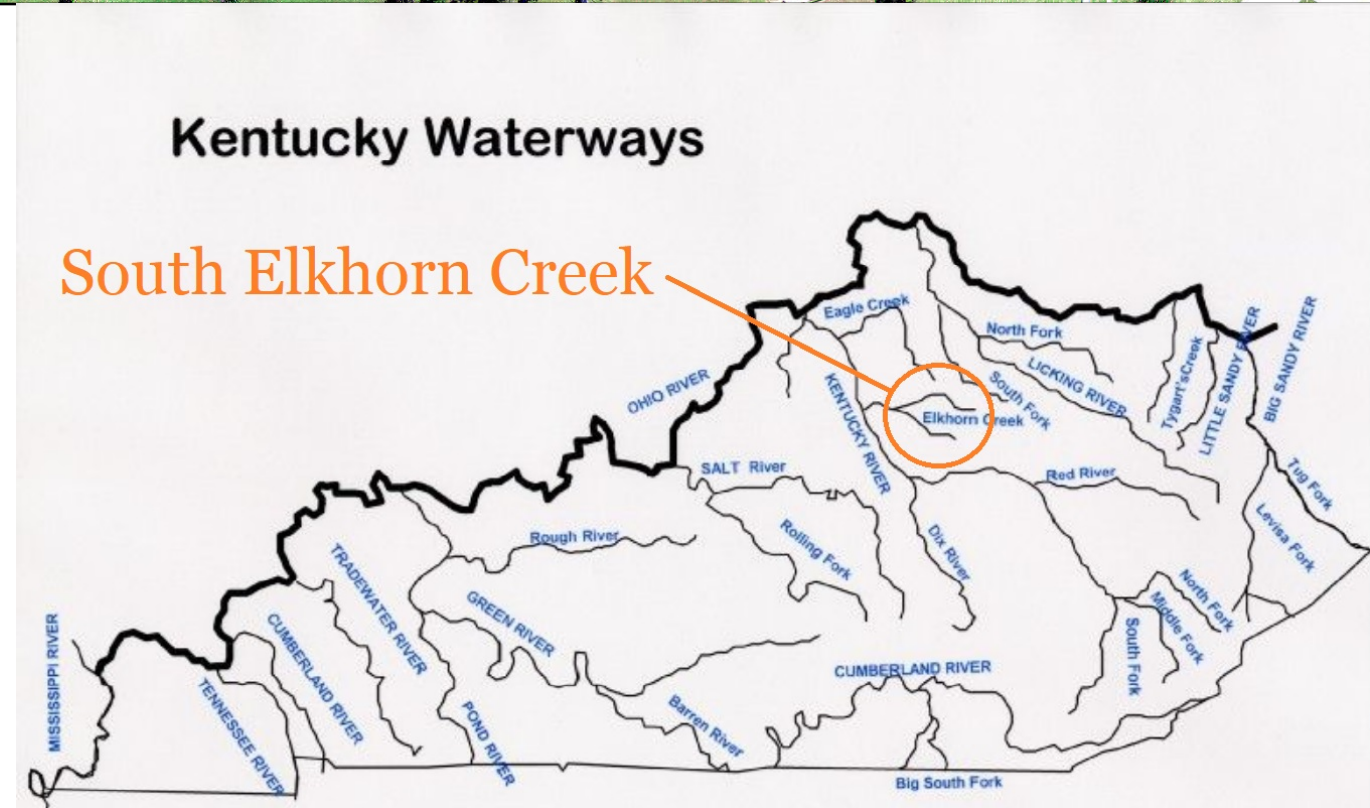 Kentucky Waterways
South Elkhorn Creek
Eagle Creek
North Fork
LICKING RIVER
South Fork
Tygart'sCreek
LITTLE SANDY RIVER
BIG SANDY RIVER
OHIO RIVER
KENTUCKY RIVER
Elkhorn Creek
SALT River
Red River
Tug Fork
Levisa Fork
Rough River
Rolling Fork
Dix River
TRADEWATER RIVER
GREEN RIVER
North Fork
Middle Fork
South Fork
MISSISSIPPI RIVER
CUMBERLAND RIVER
CUMBERLAND RIVER
TENNESSEE RIVER
POND RIVER
Barren River
Big South Fork